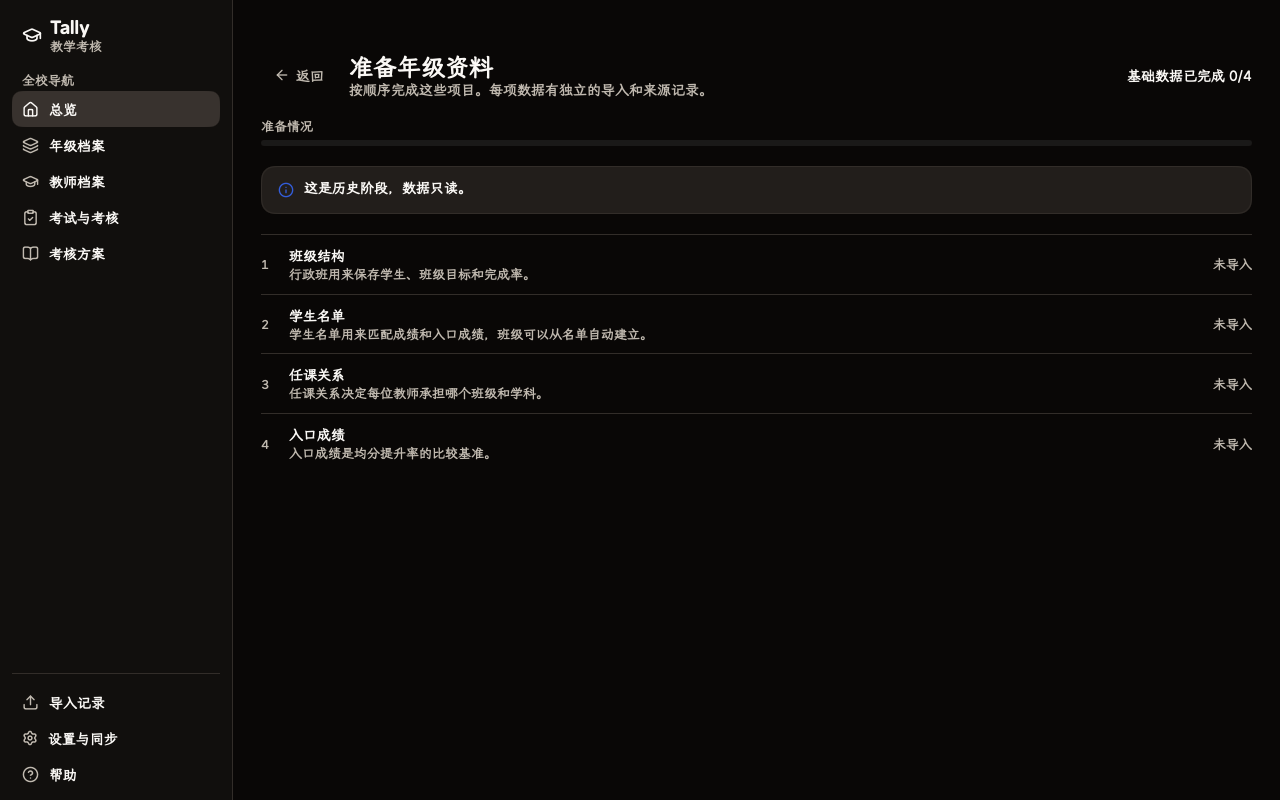 Tally
教学考核
全校导航
总览
年级档案
教师档案
考试与考核
考核方案
导入记录
设置与同步
帮助
返回
准备年级资料
按顺序完成这些项目。每项数据有独立的导入和来源记录。
基础数据已完成 0/4
准备情况
这是历史阶段，数据只读。
1
班级结构
行政班用来保存学生、班级目标和完成率。
未导入
2
学生名单
学生名单用来匹配成绩和入口成绩，班级可以从名单自动建立。
未导入
3
任课关系
任课关系决定每位教师承担哪个班级和学科。
未导入
4
入口成绩
入口成绩是均分提升率的比较基准。
未导入